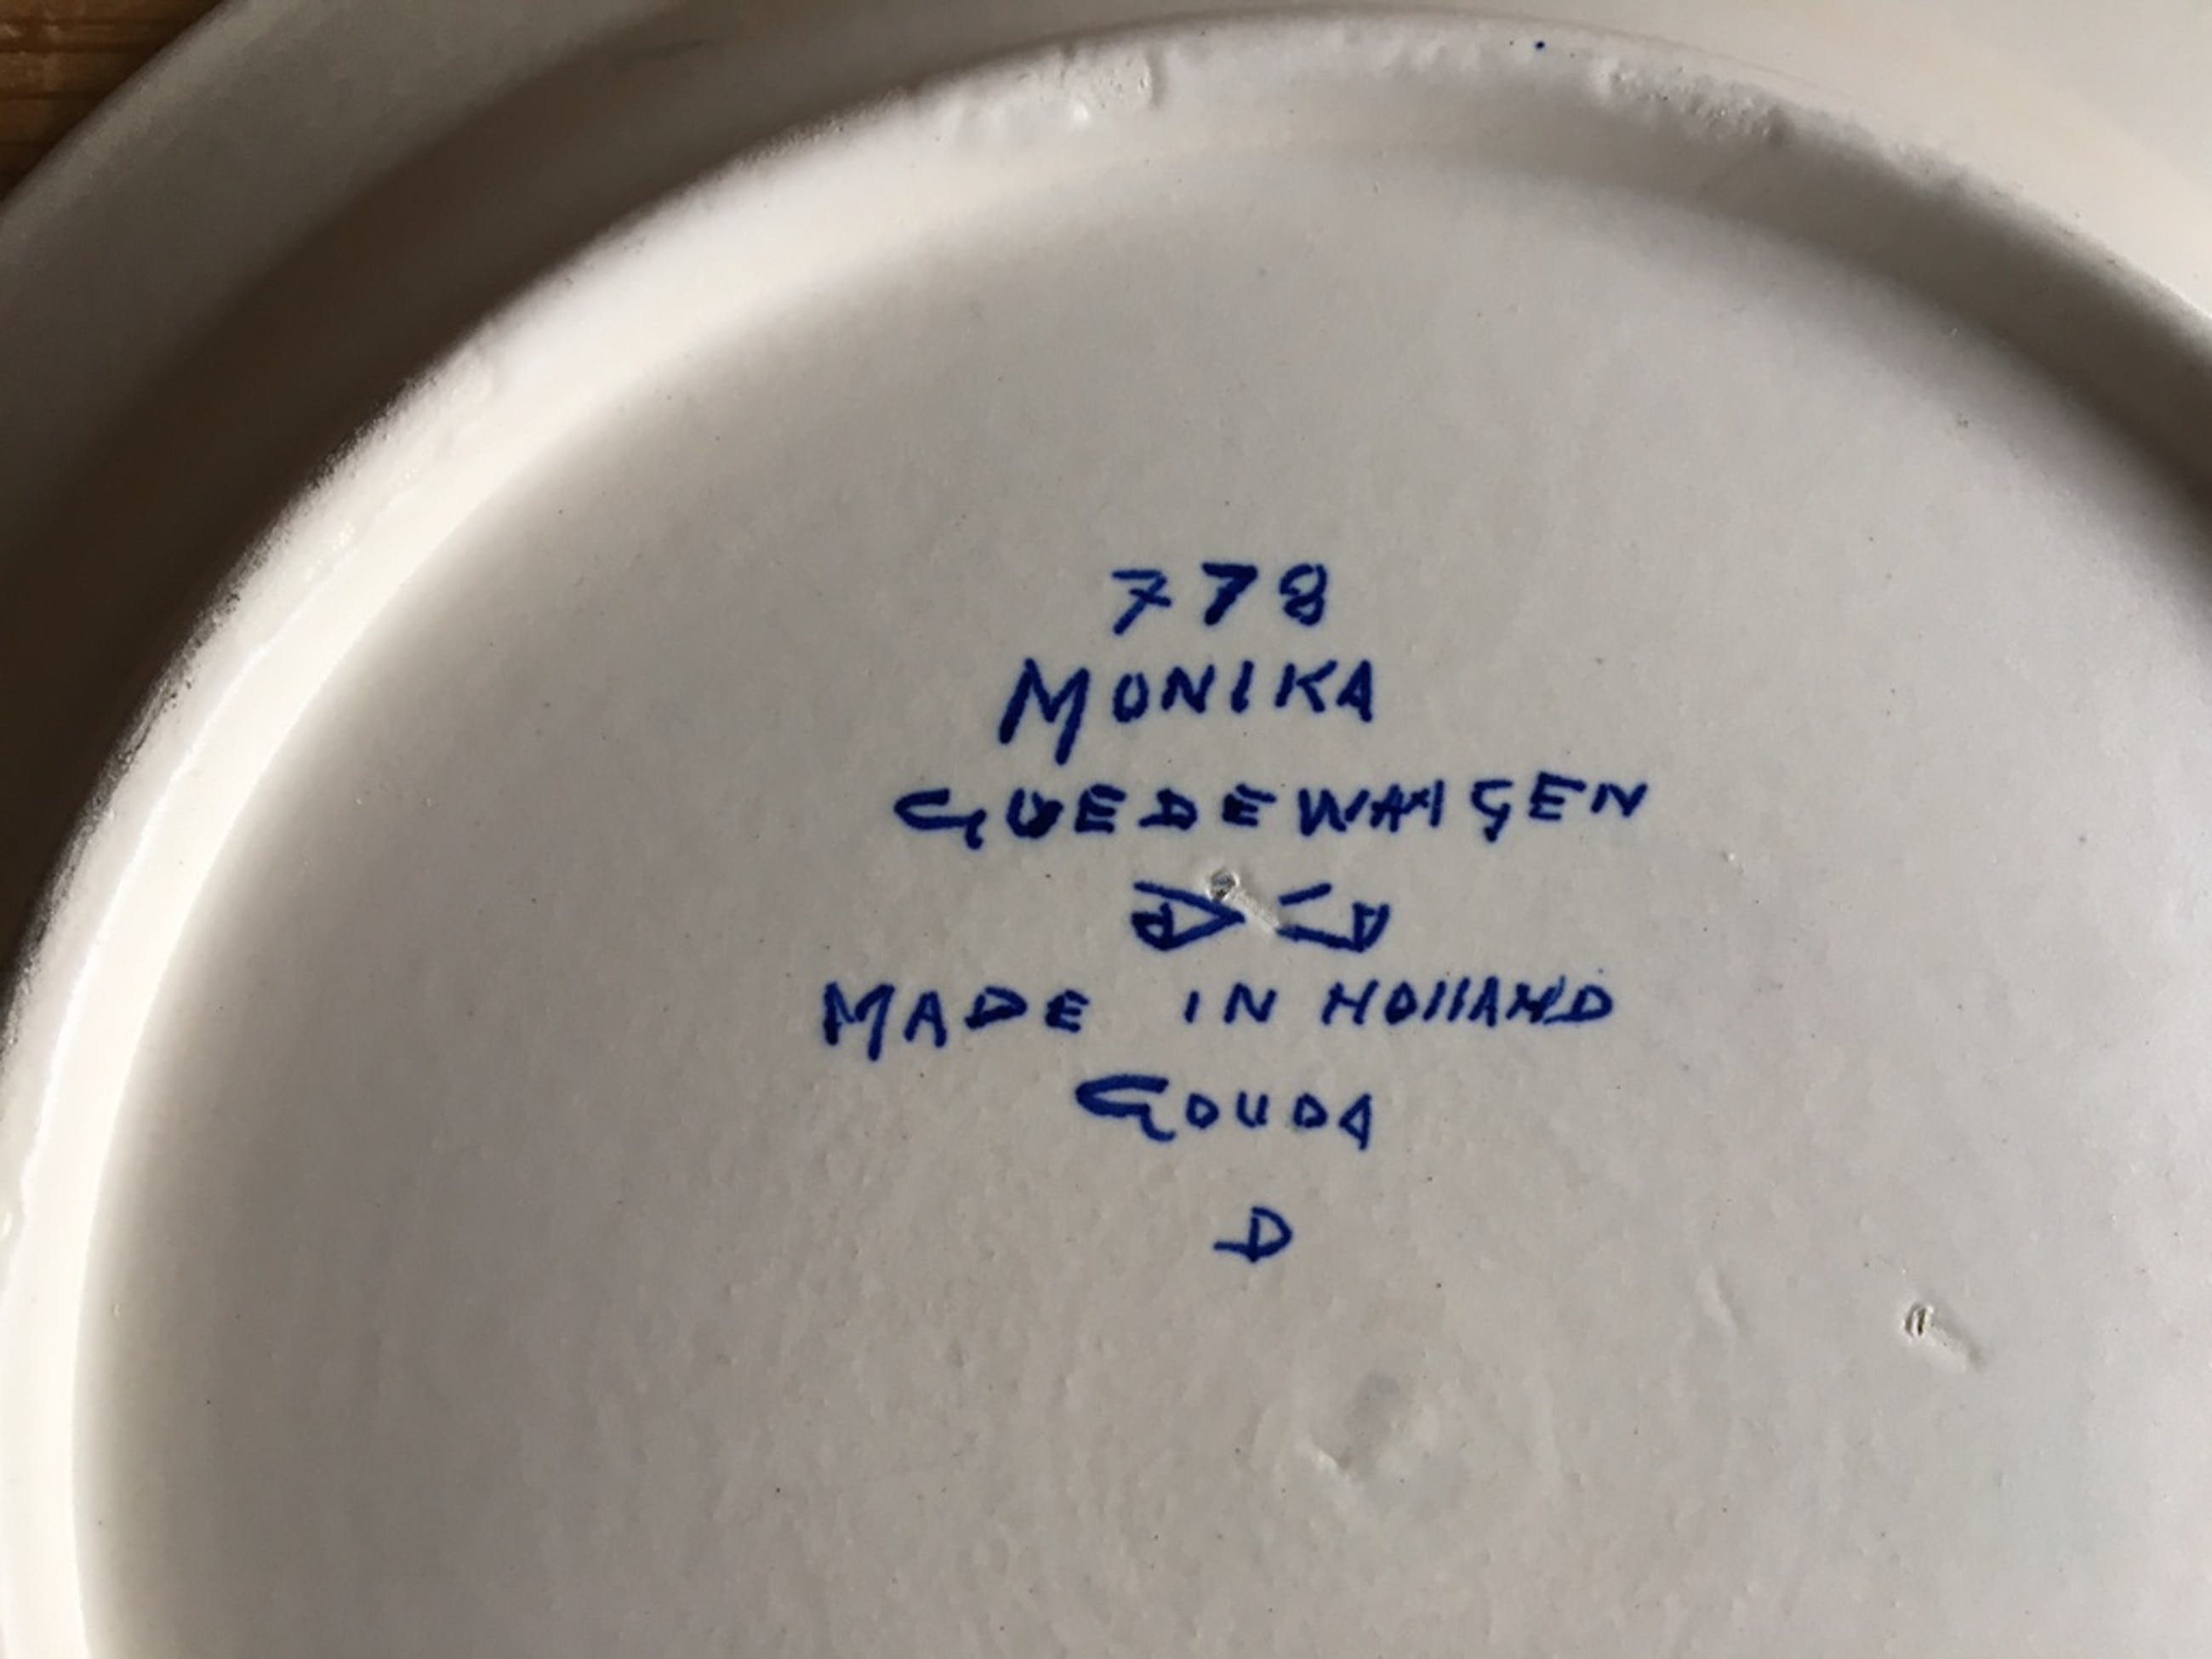 778
MONIKA
GOEDEWAAGEN
MADE IN HOLLAND
GOUDA
D